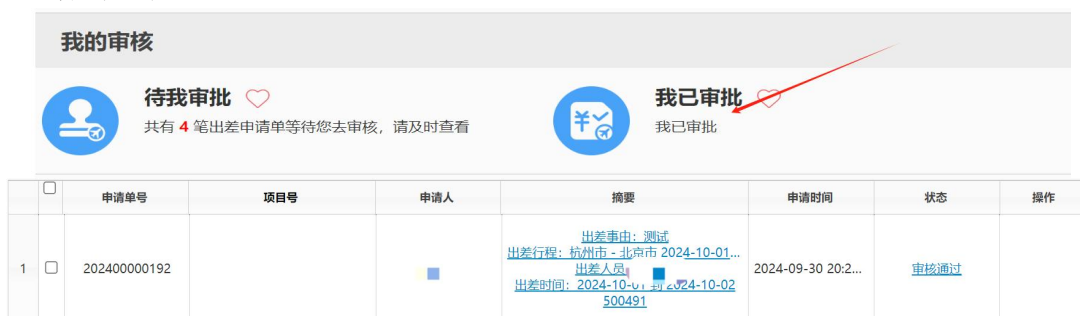 我的审核
待我审批
共有 4 笔出差申请单等待您去审核，请及时查看
我已审批
我已审批
申请单号 项目号 申请人 摘要 申请时间 状态 操作
出差事由：测试
出差行程：杭州市 - 北京市 2024-10-01...
出差人员
1 202400000192 2024-09-30 20:2... 审核通过
出差时间：2024-10-01 到 2024-10-02
500491